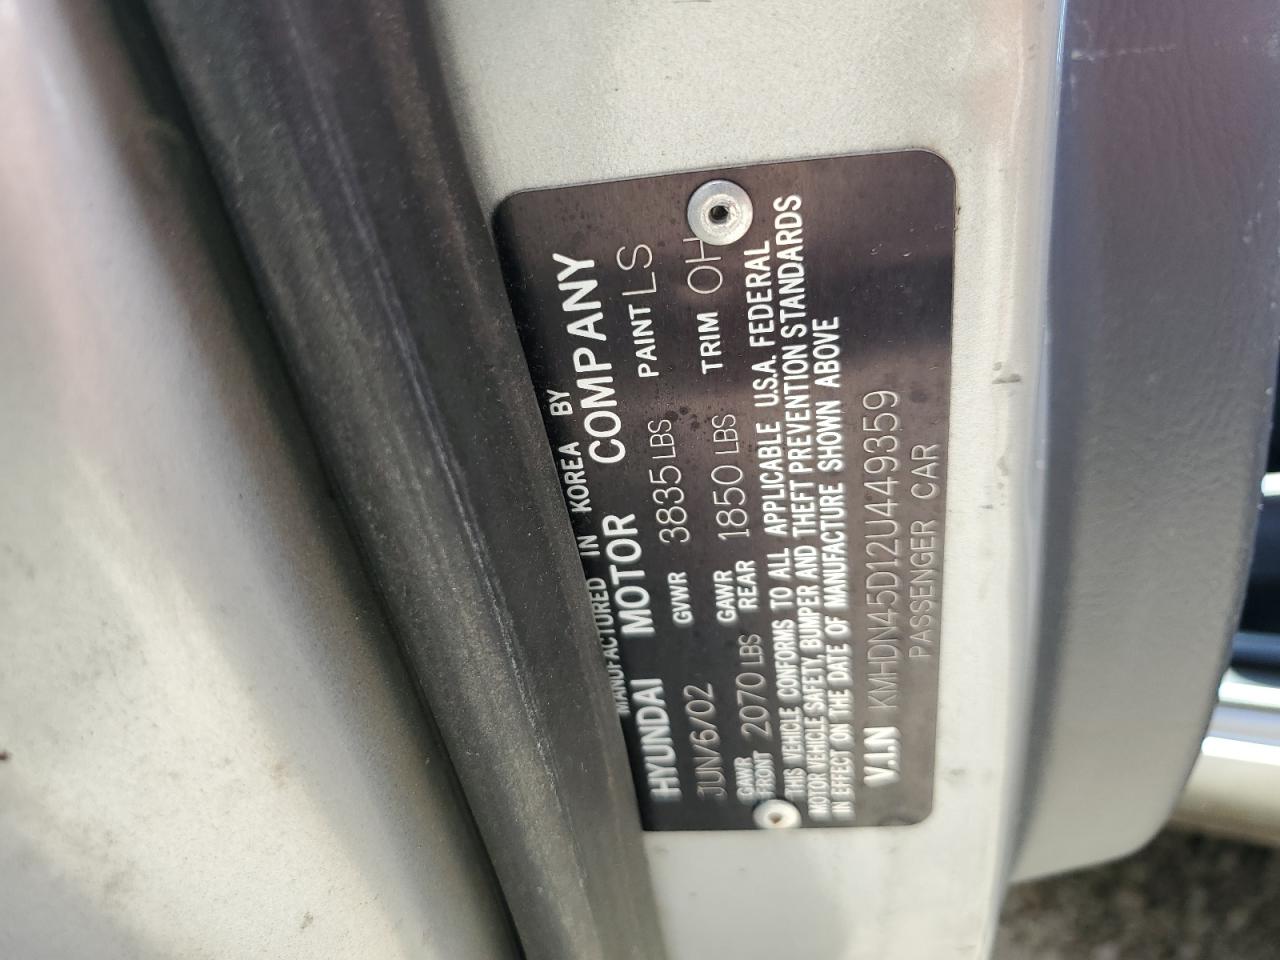 MANUFACTURED IN KOREA BY
HYUNDAI MOTOR COMPANY
JUN/6/02 GVWR 3835 LBS PAINT LS
GAWR FRONT 2070 LBS GAWR REAR 1850 LBS TRIM OH
THIS VEHICLE CONFORMS TO ALL APPLICABLE U.S.A. FEDERAL
MOTOR VEHICLE SAFETY, BUMPER AND THEFT PREVENTION STANDARDS
IN EFFECT ON THE DATE OF MANUFACTURE SHOWN ABOVE
V.I.N KMHDN45D12U449359
PASSENGER CAR